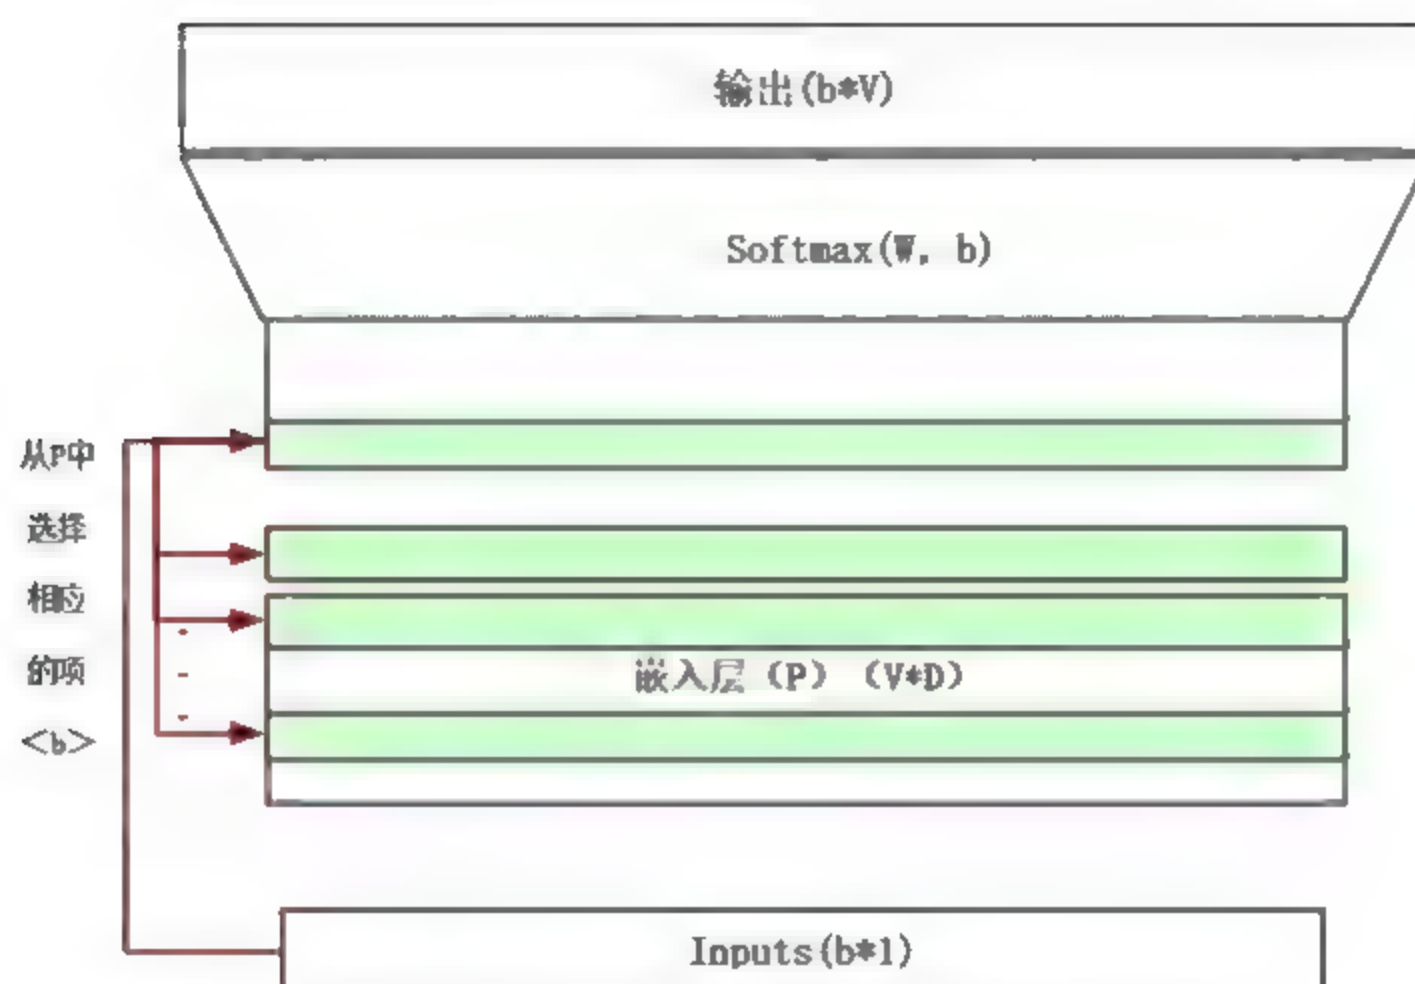 输出(b*V)
Softmax(W, b)
从P中
选择
相应
的项
<b>
嵌入层（P）（V*D）
Inputs(b*1)